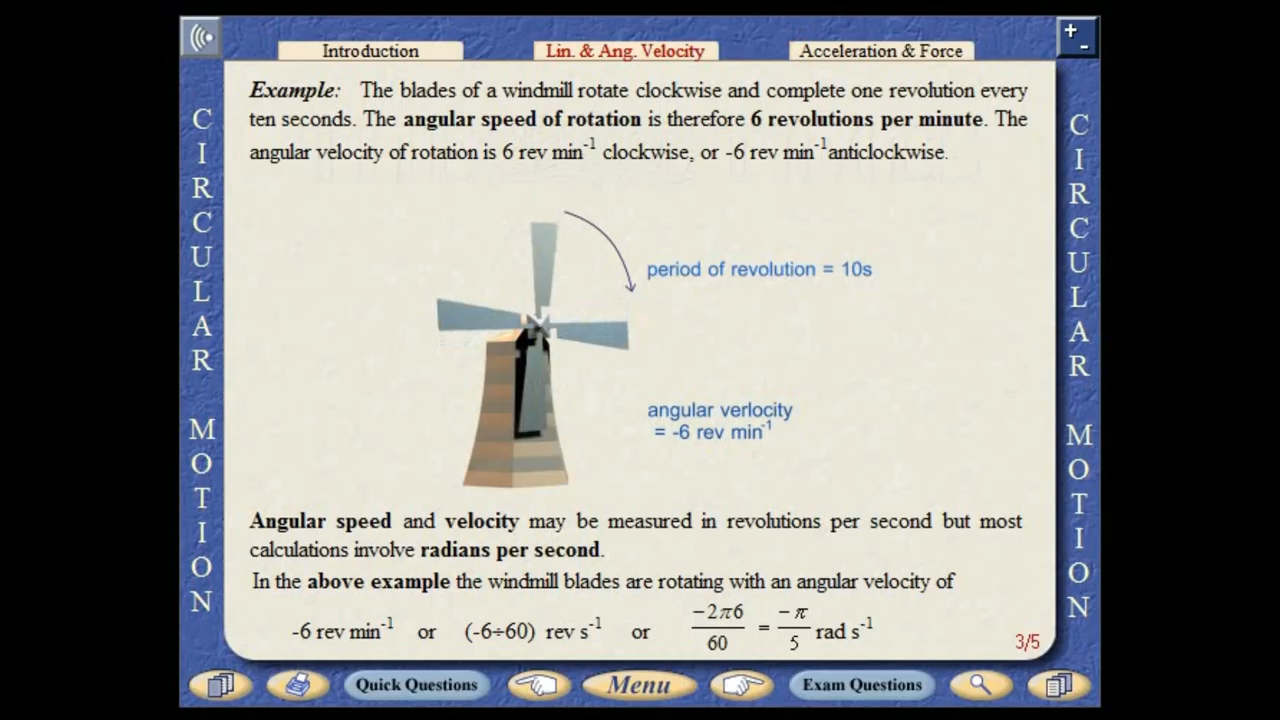 +
-
Introduction
Lin. & Ang. Velocity
Acceleration & Force
Example: The blades of a windmill rotate clockwise and complete one revolution every
ten seconds. The angular speed of rotation is therefore 6 revolutions per minute. The
angular velocity of rotation is 6 rev min⁻¹ clockwise, or -6 rev min⁻¹anticlockwise.
CIRCULAR MOTION
CIRCULAR MOTION
period of revolution = 10s
angular verlocity
= -6 rev min⁻¹
Angular speed and velocity may be measured in revolutions per second but most
calculations involve radians per second.
In the above example the windmill blades are rotating with an angular velocity of
-6 rev min⁻¹ or (-6÷60) rev s⁻¹ or −2π6/60 = −π/5 rad s⁻¹
3/5
Quick Questions
Menu
Exam Questions